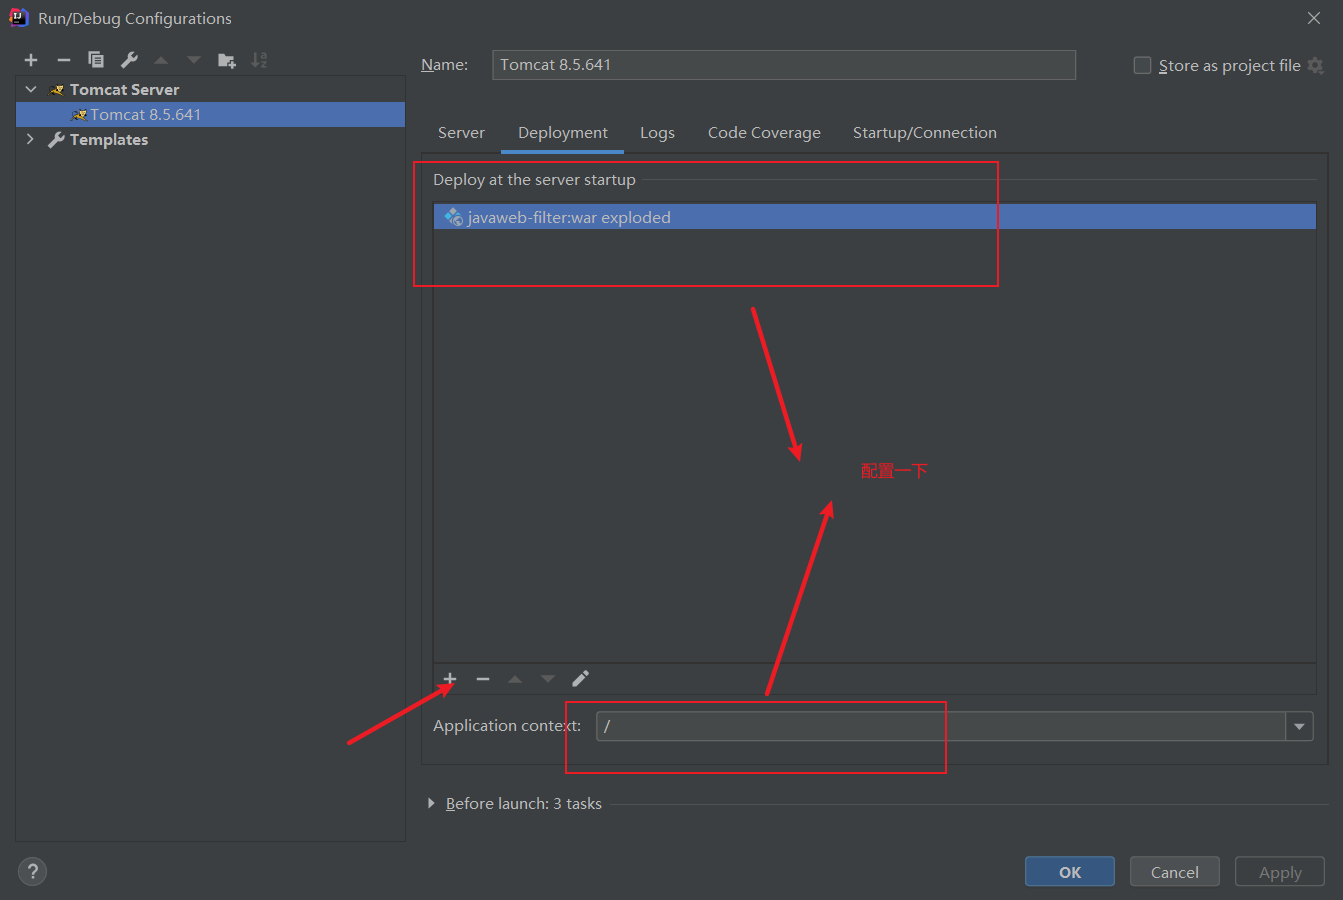 Run/Debug Configurations
Name: Tomcat 8.5.641
Store as project file
Tomcat Server
Tomcat 8.5.641
Templates
Server Deployment Logs Code Coverage Startup/Connection
Deploy at the server startup
javaweb-filter:war exploded
配置一下
Application context: /
Before launch: 3 tasks
? OK Cancel Apply